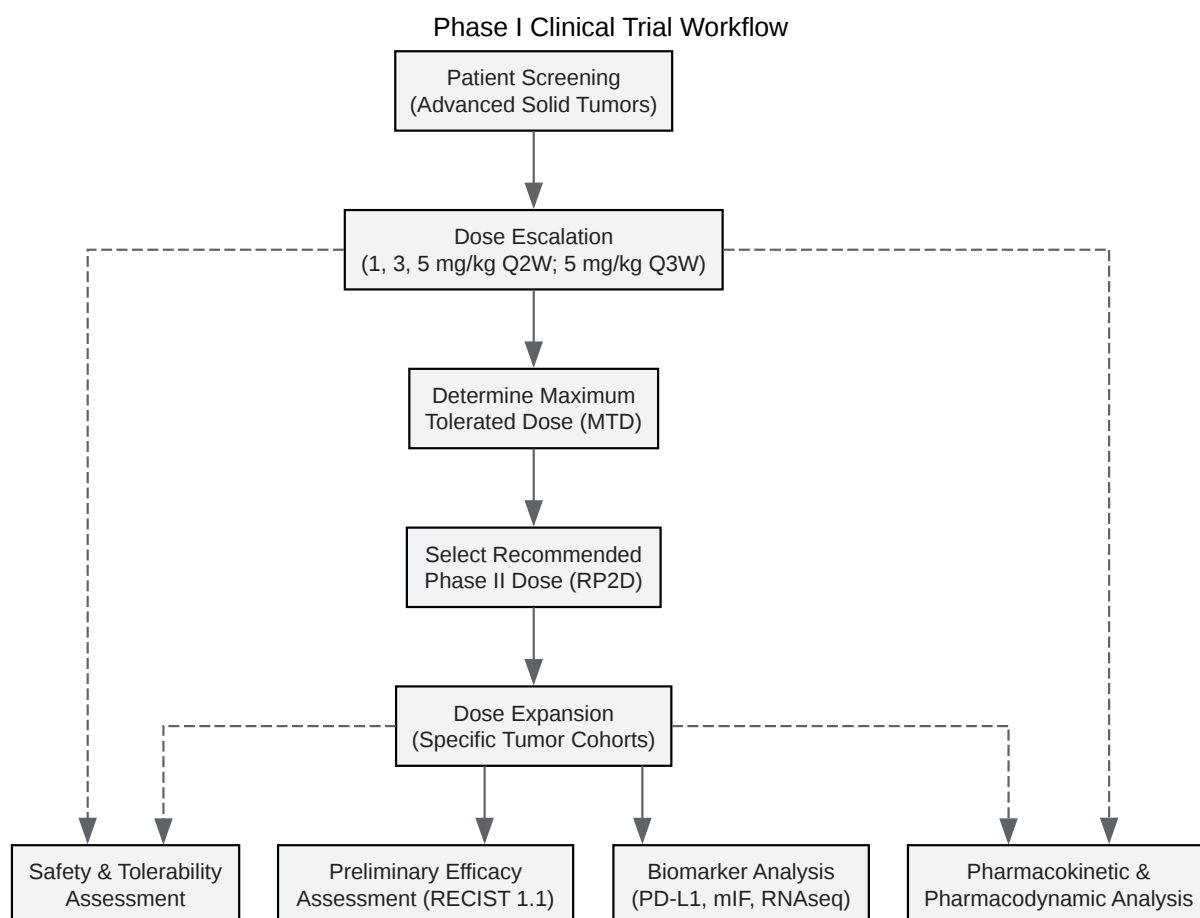 Phase I Clinical Trial Workflow
Patient Screening
(Advanced Solid Tumors)
Dose Escalation
(1, 3, 5 mg/kg Q2W; 5 mg/kg Q3W)
Determine Maximum
Tolerated Dose (MTD)
Select Recommended
Phase II Dose (RP2D)
Dose Expansion
(Specific Tumor Cohorts)
Safety & Tolerability
Assessment
Preliminary Efficacy
Assessment (RECIST 1.1)
Biomarker Analysis
(PD-L1, mIF, RNAseq)
Pharmacokinetic &
Pharmacodynamic Analysis